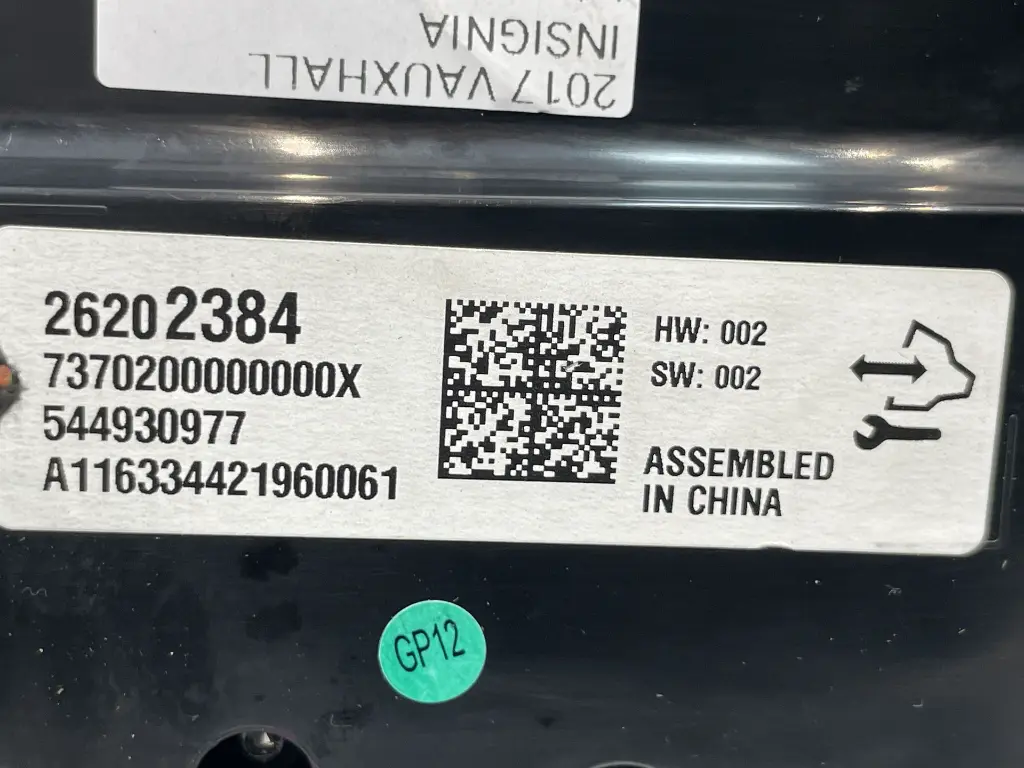 2017 VAUXHALL
INSIGNIA
26202384
7370200000000X
544930977
A116334421960061
HW: 002
SW: 002
ASSEMBLED
IN CHINA
GP12